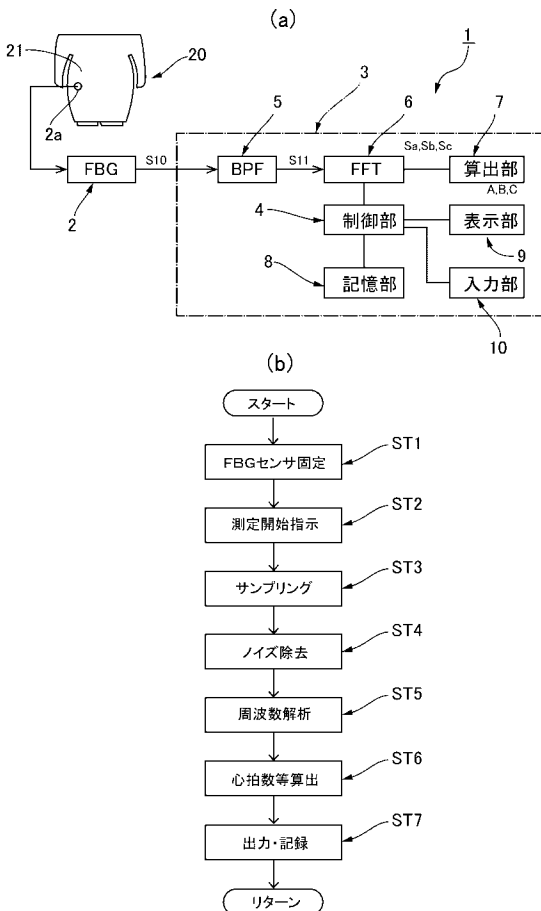 (a)
1
21
20
2a
3
5
6
Sa,Sb,Sc
7
FBG
S10
BPF
S11
FFT
算出部
A,B,C
2
4
制御部
表示部
9
8
記憶部
入力部
10
(b)
スタート
FBGセンサ固定
ST1
測定開始指示
ST2
サンプリング
ST3
ノイズ除去
ST4
周波数解析
ST5
心拍数等算出
ST6
出力・記録
ST7
リターン